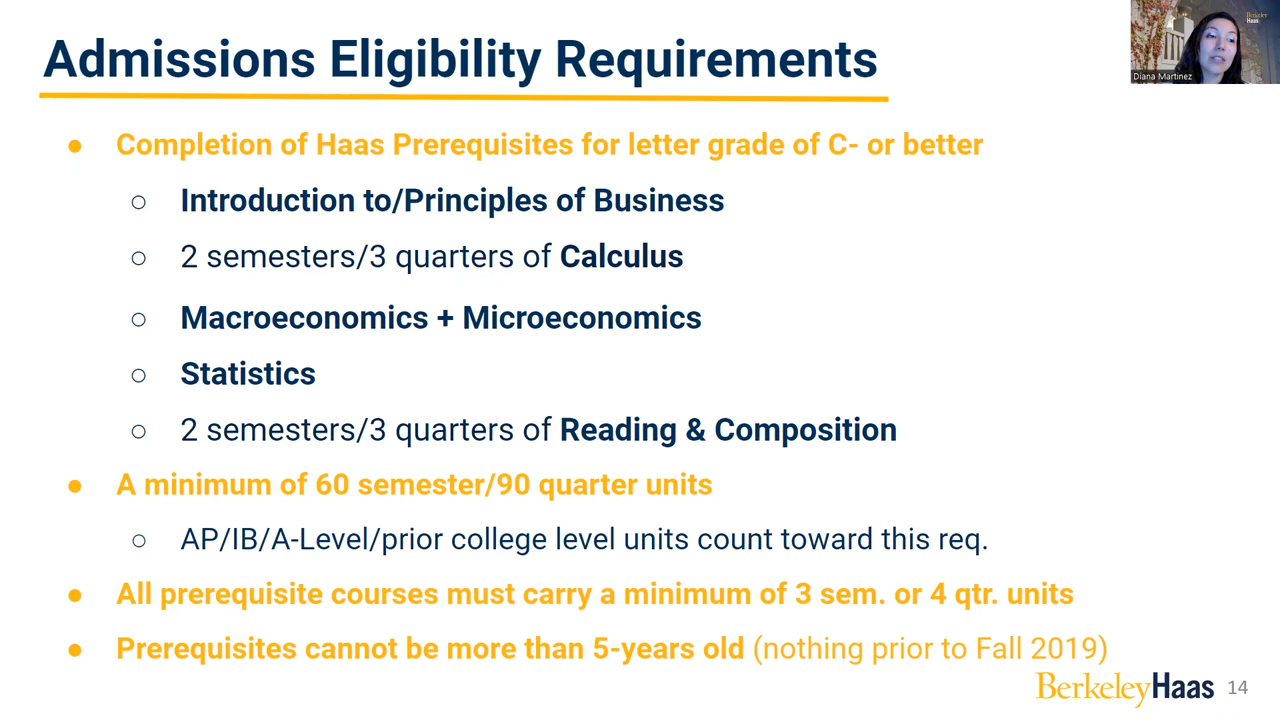 Admissions Eligibility Requirements
Berkeley
Haas
Diana Martinez
● Completion of Haas Prerequisites for letter grade of C- or better
○ Introduction to/Principles of Business
○ 2 semesters/3 quarters of Calculus
○ Macroeconomics + Microeconomics
○ Statistics
○ 2 semesters/3 quarters of Reading & Composition
● A minimum of 60 semester/90 quarter units
○ AP/IB/A-Level/prior college level units count toward this req.
● All prerequisite courses must carry a minimum of 3 sem. or 4 qtr. units
● Prerequisites cannot be more than 5-years old (nothing prior to Fall 2019)
BerkeleyHaas 14